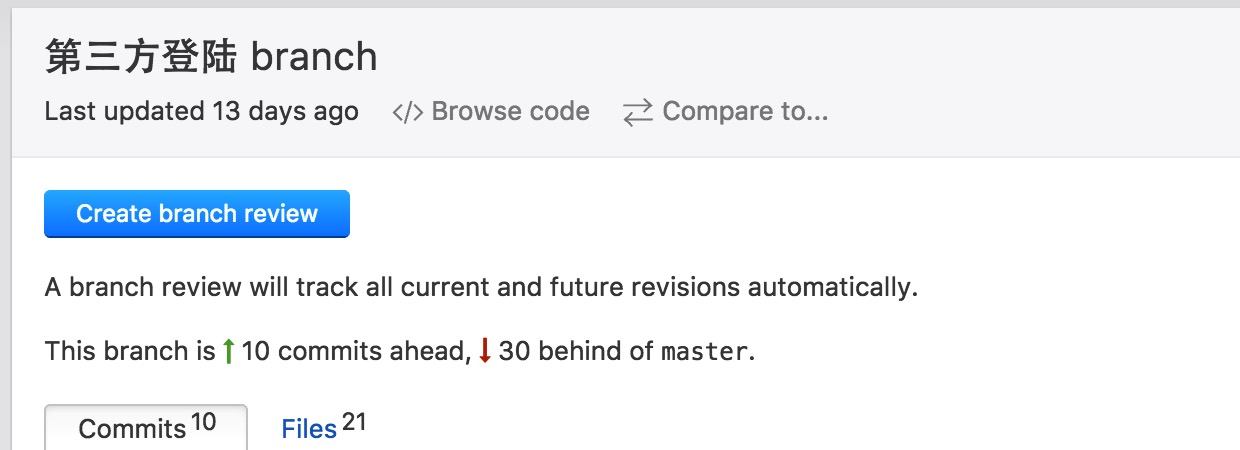 第三方登陆 branch
Last updated 13 days ago </> Browse code Compare to...
Create branch review
A branch review will track all current and future revisions automatically.
This branch is ↑ 10 commits ahead, ↓ 30 behind of master.
Commits 10 Files 21